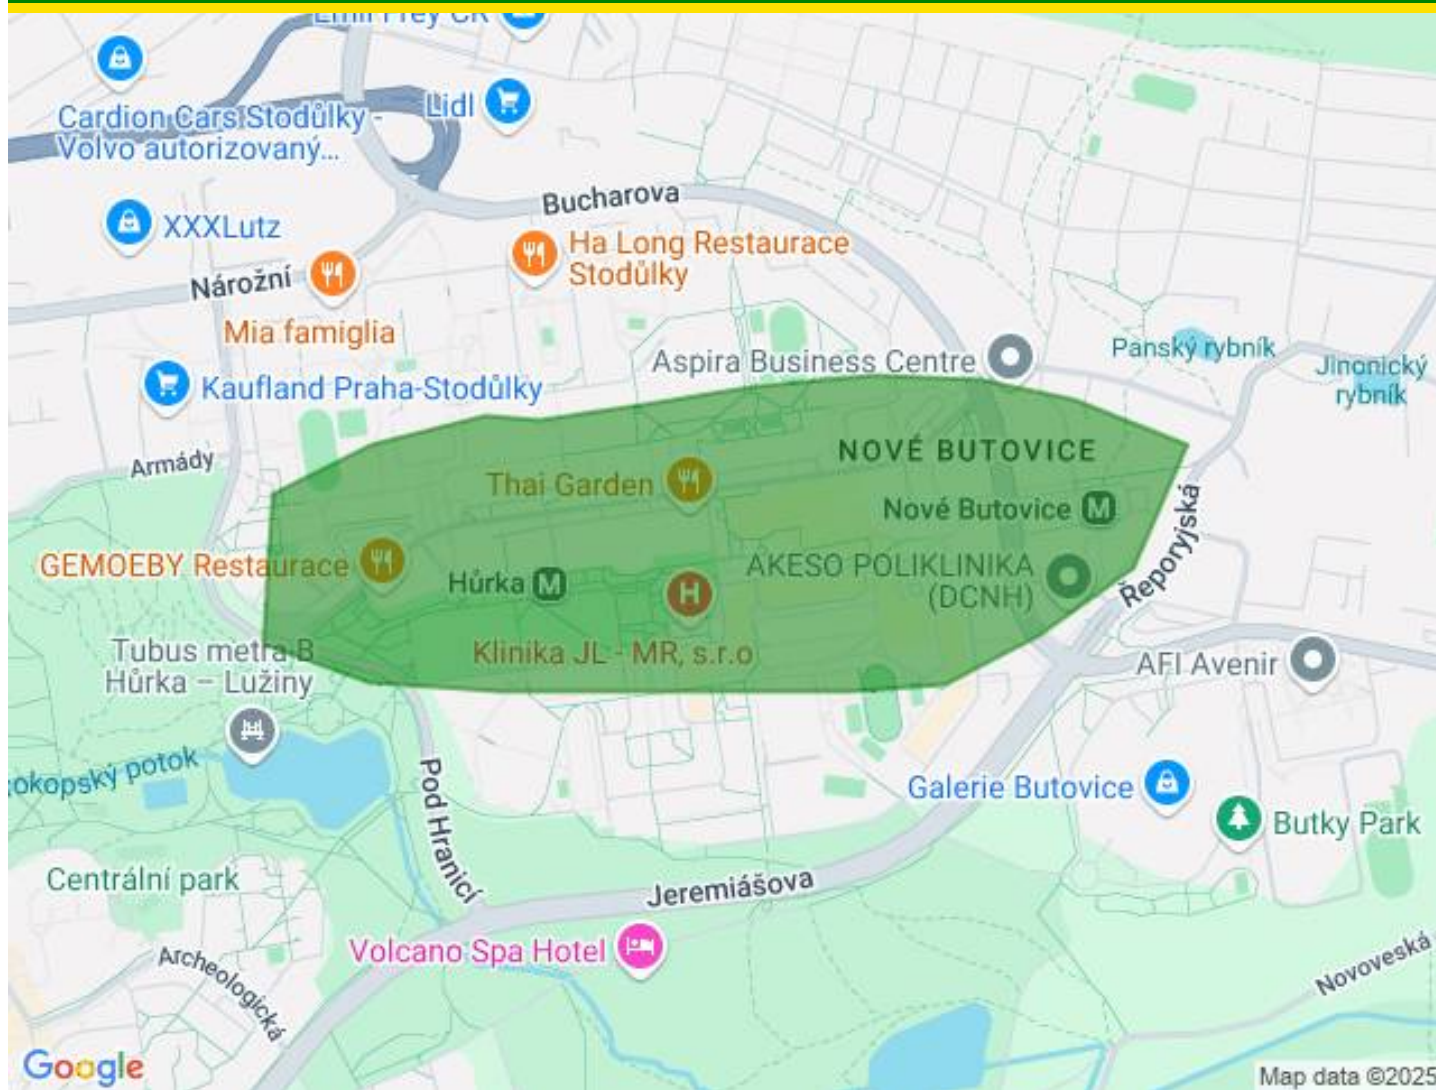 Emil Frey ČR
Cardion Cars Stodůlky -
Volvo autorizovaný...
Lidl
Bucharova
XXXLutz
Ha Long Restaurace
Stodůlky
Nárožní
Mia famiglia
Aspira Business Centre
Panský rybník
Jinonický
rybník
Kaufland Praha-Stodůlky
Armády
NOVÉ BUTOVICE
Thai Garden
Nové Butovice M
Řeporyjská
GEMOEBY Restaurace
Hůrka M
H
AKESO POLIKLINIKA
(DCNH)
Tubus metra B
Hůrka – Lužiny
Klinika JL - MR, s.r.o
AFI Avenir
okopský potok
Pod Hranicí
Galerie Butovice
Butky Park
Centrální park
Jeremiášova
Volcano Spa Hotel
Archeologická
Novoveská
Google
Map data ©2025